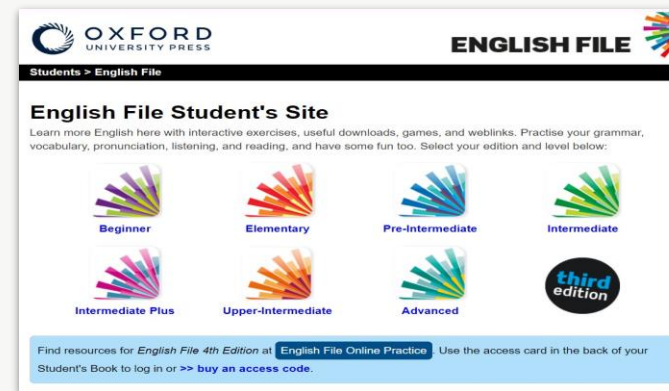 OXFORD
UNIVERSITY PRESS
ENGLISH FILE
Students > English File
English File Student's Site
Learn more English here with interactive exercises, useful downloads, games, and weblinks. Practise your grammar,
vocabulary, pronunciation, listening, and reading, and have some fun too. Select your edition and level below:
Beginner Elementary Pre-Intermediate Intermediate
Intermediate Plus Upper-Intermediate Advanced third
edition
Find resources for English File 4th Edition at English File Online Practice . Use the access card in the back of your
Student's Book to log in or >> buy an access code.